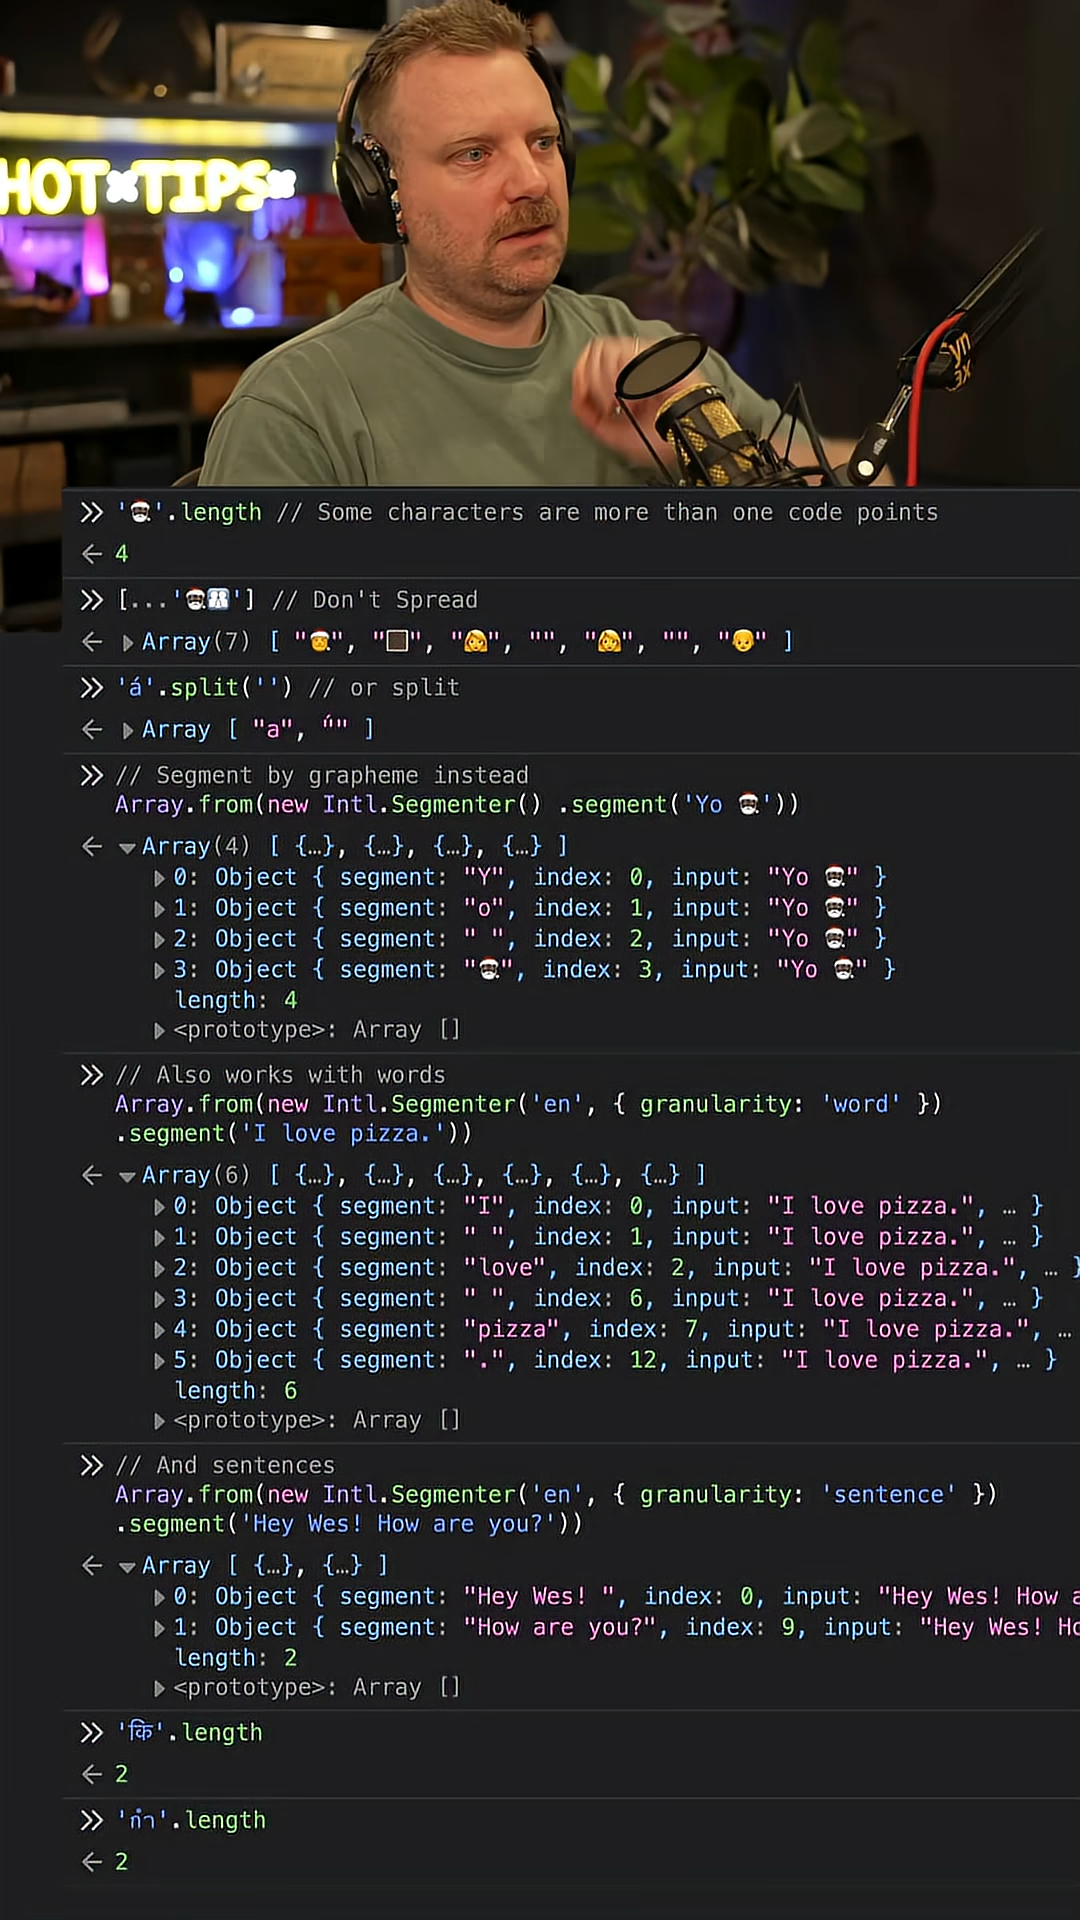 HOT×TIPS×
'🎅🏿'.length // Some characters are more than one code points
4
[...'🎅🏿👩‍👩‍👦'] // Don't Spread
Array(7) [ "🎅", "🏿", "👩", "‍", "👩", "‍", "👦" ]
'á'.split('') // or split
Array [ "a", "́" ]
// Segment by grapheme instead
Array.from(new Intl.Segmenter() .segment('Yo 🎅🏿'))
Array(4) [ {…}, {…}, {…}, {…} ]
0: Object { segment: "Y", index: 0, input: "Yo 🎅🏿" }
1: Object { segment: "o", index: 1, input: "Yo 🎅🏿" }
2: Object { segment: " ", index: 2, input: "Yo 🎅🏿" }
3: Object { segment: "🎅🏿", index: 3, input: "Yo 🎅🏿" }
length: 4
<prototype>: Array []
// Also works with words
Array.from(new Intl.Segmenter('en', { granularity: 'word' })
.segment('I love pizza.'))
Array(6) [ {…}, {…}, {…}, {…}, {…}, {…} ]
0: Object { segment: "I", index: 0, input: "I love pizza.", … }
1: Object { segment: " ", index: 1, input: "I love pizza.", … }
2: Object { segment: "love", index: 2, input: "I love pizza.", … }
3: Object { segment: " ", index: 6, input: "I love pizza.", … }
4: Object { segment: "pizza", index: 7, input: "I love pizza.", …
5: Object { segment: ".", index: 12, input: "I love pizza.", … }
length: 6
<prototype>: Array []
// And sentences
Array.from(new Intl.Segmenter('en', { granularity: 'sentence' })
.segment('Hey Wes! How are you?'))
Array [ {…}, {…} ]
0: Object { segment: "Hey Wes! ", index: 0, input: "Hey Wes! How a
1: Object { segment: "How are you?", index: 9, input: "Hey Wes! Ho
length: 2
<prototype>: Array []
'कि'.length
2
'กำ'.length
2